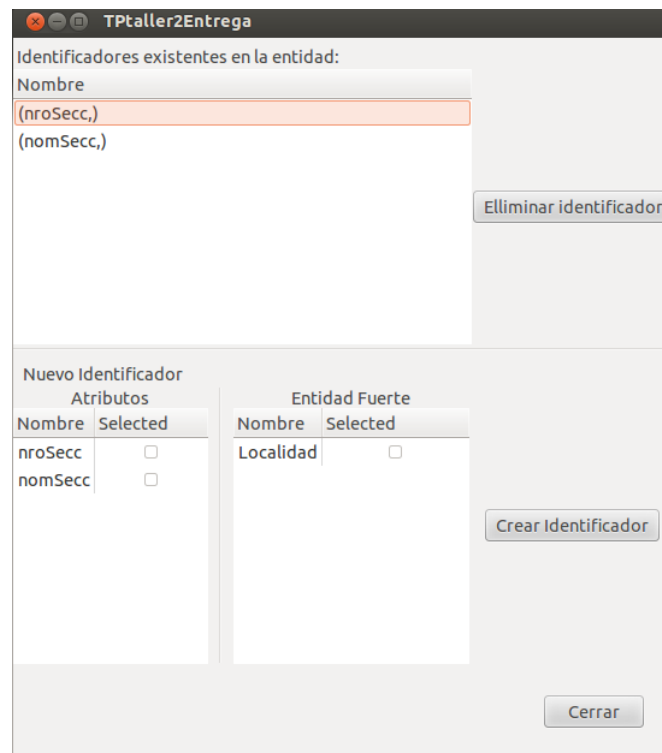 TPtaller2Entrega
Identificadores existentes en la entidad:
Nombre
(nroSecc,)
(nomSecc,)
Elliminar identificador
Nuevo Identificador
Atributos
Entidad Fuerte
Nombre Selected
Nombre Selected
nroSecc
Localidad
nomSecc
Crear Identificador
Cerrar